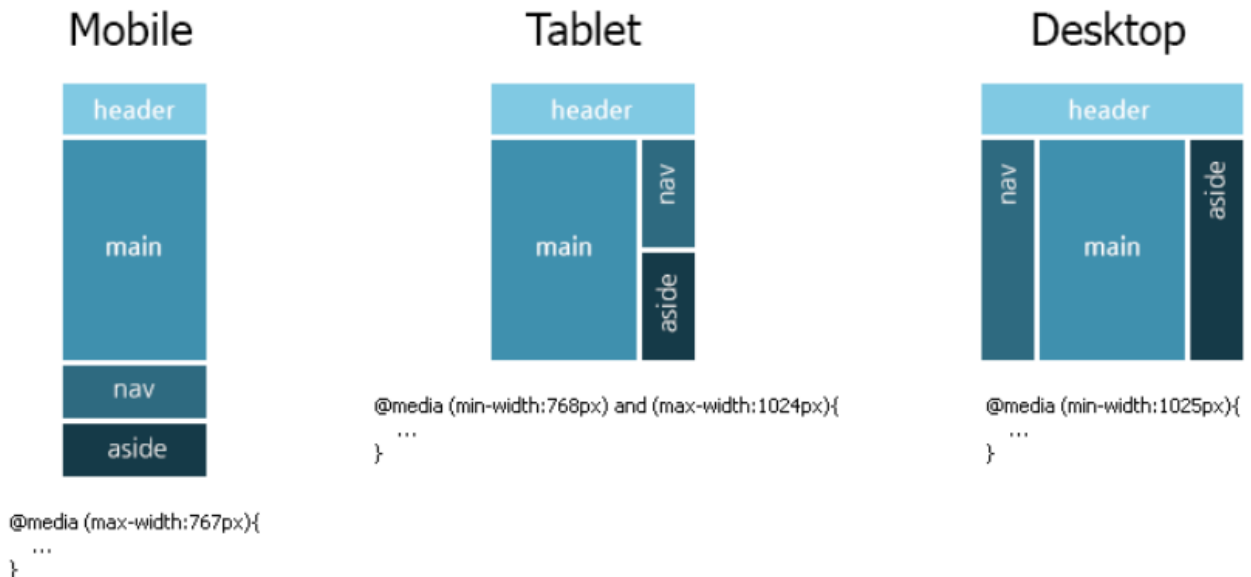 Mobile
header
main
nav
aside
@media (max-width:767px){
...
}
Tablet
header
main
nav
aside
@media (min-width:768px) and (max-width:1024px){
...
}
Desktop
header
nav
main
aside
@media (min-width:1025px){
...
}